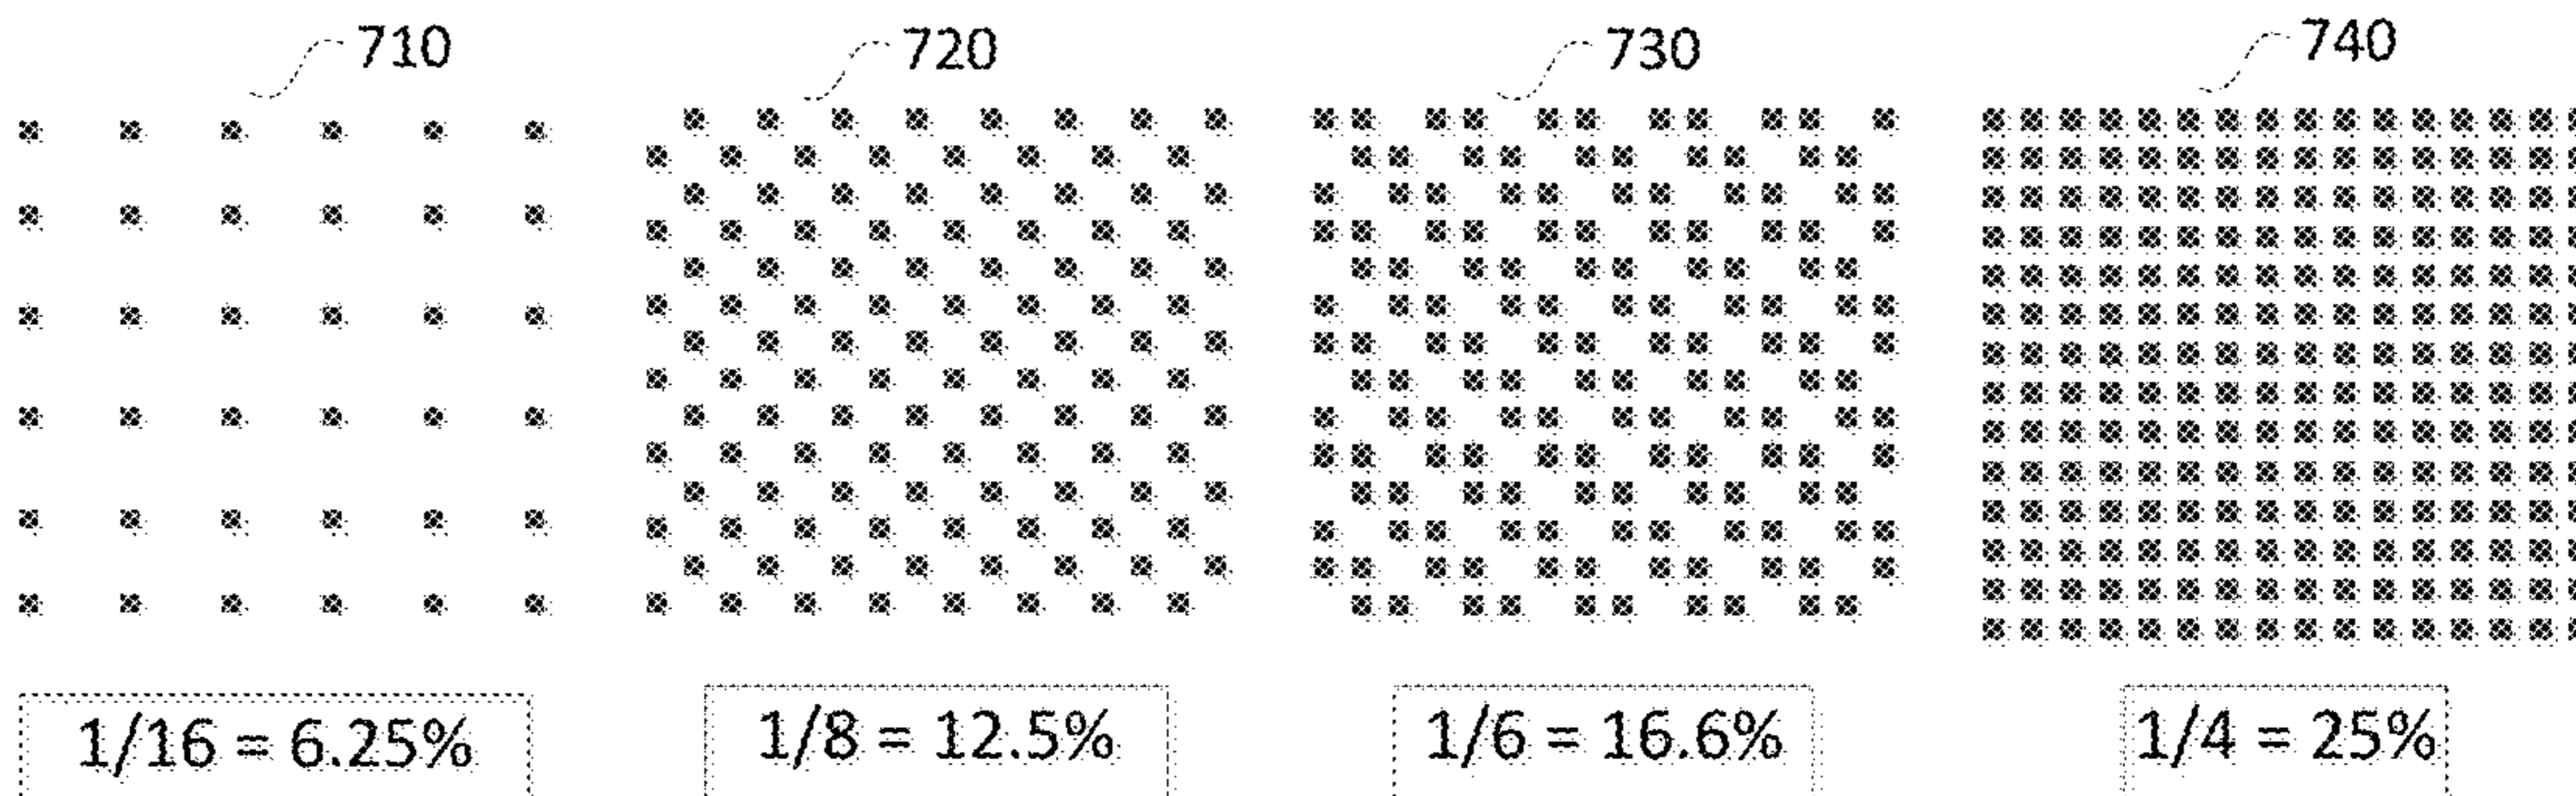 710
720
730
740
1/16 = 6.25%
1/8 = 12.5%
1/6 = 16.6%
1/4 = 25%